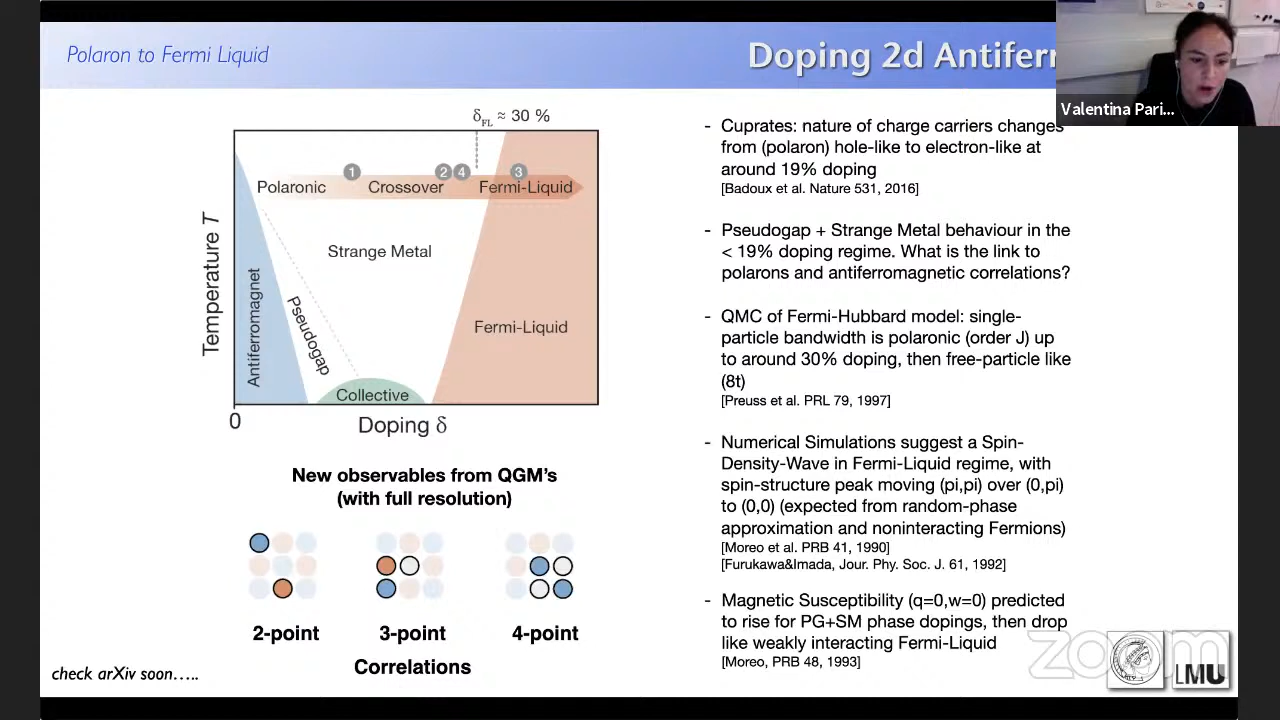 Polaron to Fermi Liquid
Doping 2d Antiferr
Valentina Pari...
δFL ≈ 30 %
1
2
4
3
Polaronic
Crossover
Fermi-Liquid
Strange Metal
Temperature T
Antiferromagnet
Pseudogap
Fermi-Liquid
Collective
0
Doping δ
New observables from QGM's
(with full resolution)
2-point
3-point
4-point
Correlations
check arXiv soon.....
- Cuprates: nature of charge carriers changes
from (polaron) hole-like to electron-like at
around 19% doping
[Badoux et al. Nature 531, 2016]
- Pseudogap + Strange Metal behaviour in the
< 19% doping regime. What is the link to
polarons and antiferromagnetic correlations?
- QMC of Fermi-Hubbard model: single-
particle bandwidth is polaronic (order J) up
to around 30% doping, then free-particle like
(8t)
[Preuss et al. PRL 79, 1997]
- Numerical Simulations suggest a Spin-
Density-Wave in Fermi-Liquid regime, with
spin-structure peak moving (pi,pi) over (0,pi)
to (0,0) (expected from random-phase
approximation and noninteracting Fermions)
[Moreo et al. PRB 41, 1990]
[Furukawa&Imada, Jour. Phy. Soc. J. 61, 1992]
- Magnetic Susceptibility (q=0,w=0) predicted
to rise for PG+SM phase dopings, then drop
like weakly interacting Fermi-Liquid
[Moreo, PRB 48, 1993]
zoom
LMU